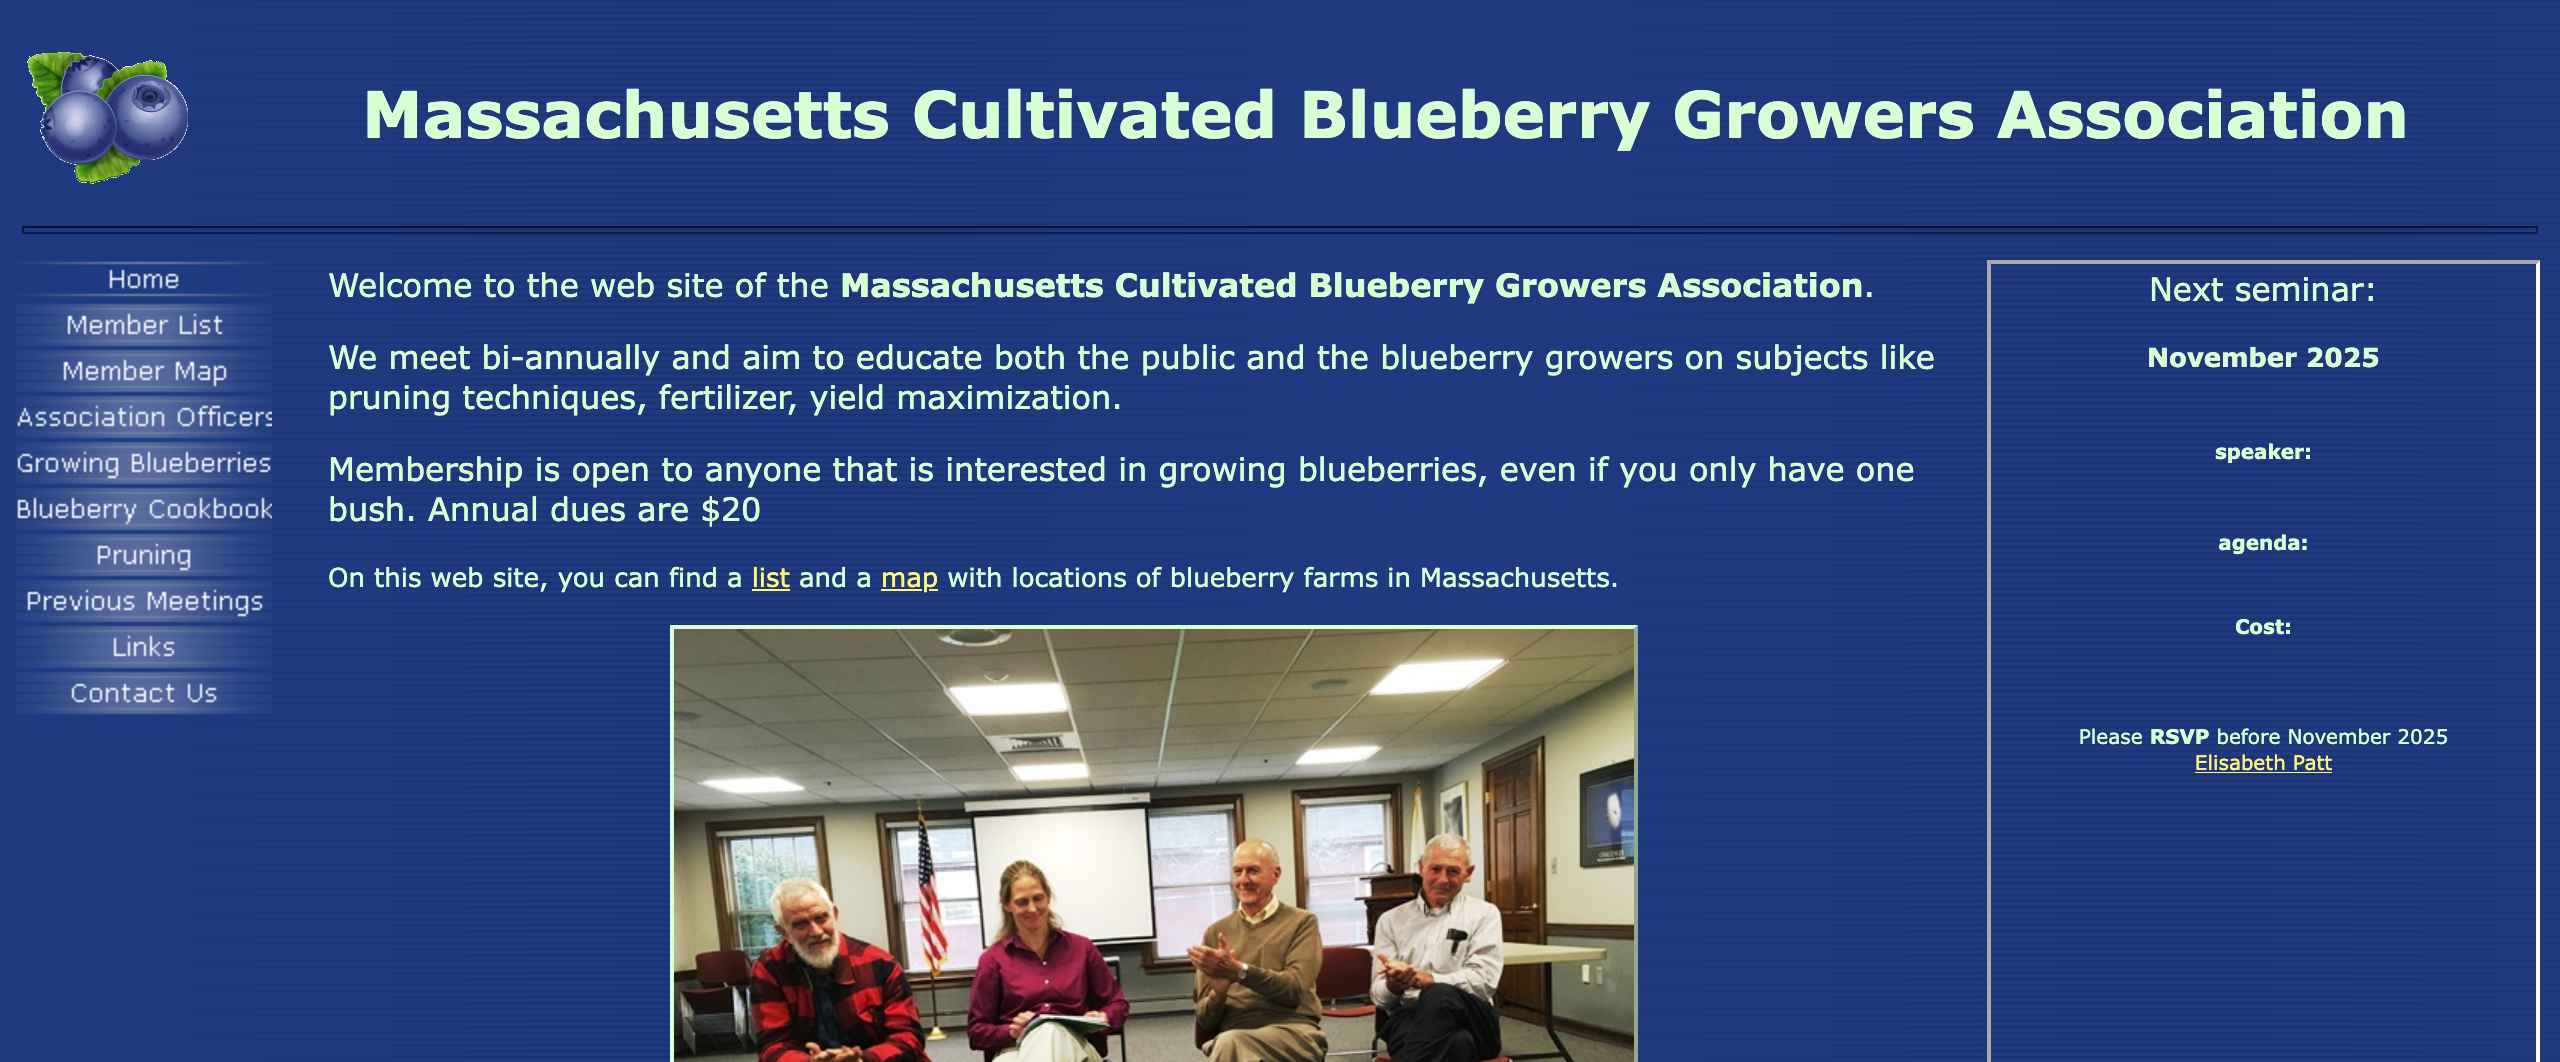 Massachusetts Cultivated Blueberry Growers Association
Home
Member List
Member Map
Association Officers
Growing Blueberries
Blueberry Cookbook
Pruning
Previous Meetings
Links
Contact Us
Welcome to the web site of the Massachusetts Cultivated Blueberry Growers Association.
We meet bi-annually and aim to educate both the public and the blueberry growers on subjects like
pruning techniques, fertilizer, yield maximization.
Membership is open to anyone that is interested in growing blueberries, even if you only have one
bush. Annual dues are $20
On this web site, you can find a list and a map with locations of blueberry farms in Massachusetts.
Next seminar:
November 2025
speaker:
agenda:
Cost:
Please RSVP before November 2025
Elisabeth Patt